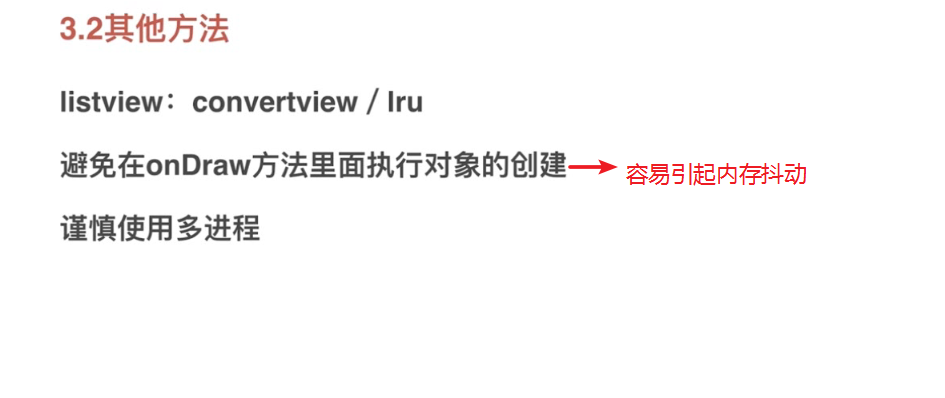 3.2其他方法
listview：convertview / lru
避免在onDraw方法里面执行对象的创建
容易引起内存抖动
谨慎使用多进程